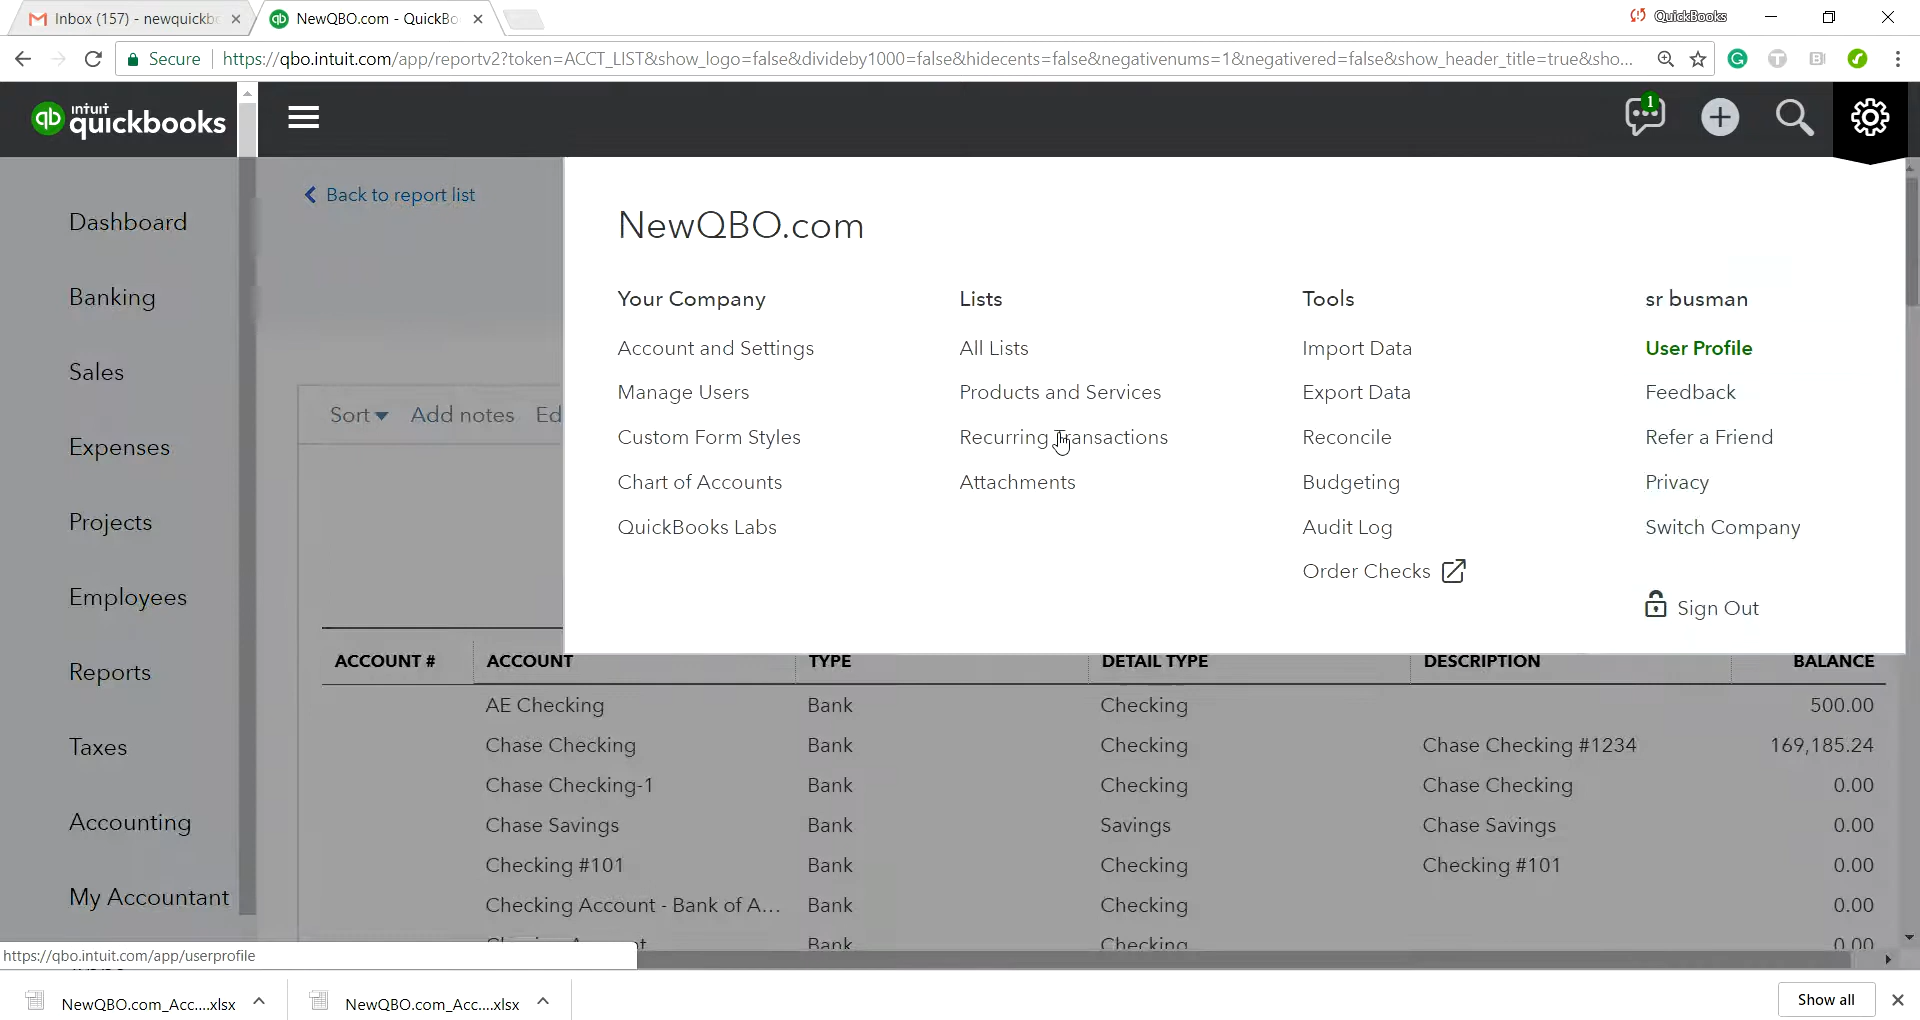 Inbox (157) - newquickbo
NewQBO.com - QuickBo
QuickBooks
Secure
https://qbo.intuit.com/app/reportv2?token=ACCT_LIST&show_logo=false&divideby1000=false&hidecents=false&negativenums=1&negativered=false&show_header_title=true&sho...
intuit
qb quickbooks
1
Dashboard
Banking
Sales
Expenses
Projects
Employees
Reports
Taxes
Accounting
My Accountant
Back to report list
Sort Add notes Ed
NewQBO.com
Your Company
Account and Settings
Manage Users
Custom Form Styles
Chart of Accounts
QuickBooks Labs
Lists
All Lists
Products and Services
Recurring Transactions
Attachments
Tools
Import Data
Export Data
Reconcile
Budgeting
Audit Log
Order Checks
sr busman
User Profile
Feedback
Refer a Friend
Privacy
Switch Company
Sign Out
ACCOUNT # ACCOUNT TYPE DETAIL TYPE DESCRIPTION BALANCE
AE Checking Bank Checking 500.00
Chase Checking Bank Checking Chase Checking #1234 169,185.24
Chase Checking-1 Bank Checking Chase Checking 0.00
Chase Savings Bank Savings Chase Savings 0.00
Checking #101 Bank Checking Checking #101 0.00
Checking Account - Bank of A... Bank Checking 0.00
Bank Checking 0.00
https://qbo.intuit.com/app/userprofile
NewQBO.com_Acc....xlsx
NewQBO.com_Acc....xlsx
Show all